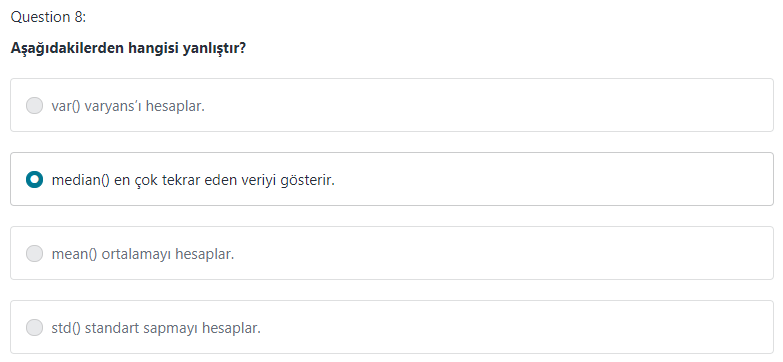 Question 8:
Aşağıdakilerden hangisi yanlıştır?
var() varyans’ı hesaplar.
median() en çok tekrar eden veriyi gösterir.
mean() ortalamayı hesaplar.
std() standart sapmayı hesaplar.